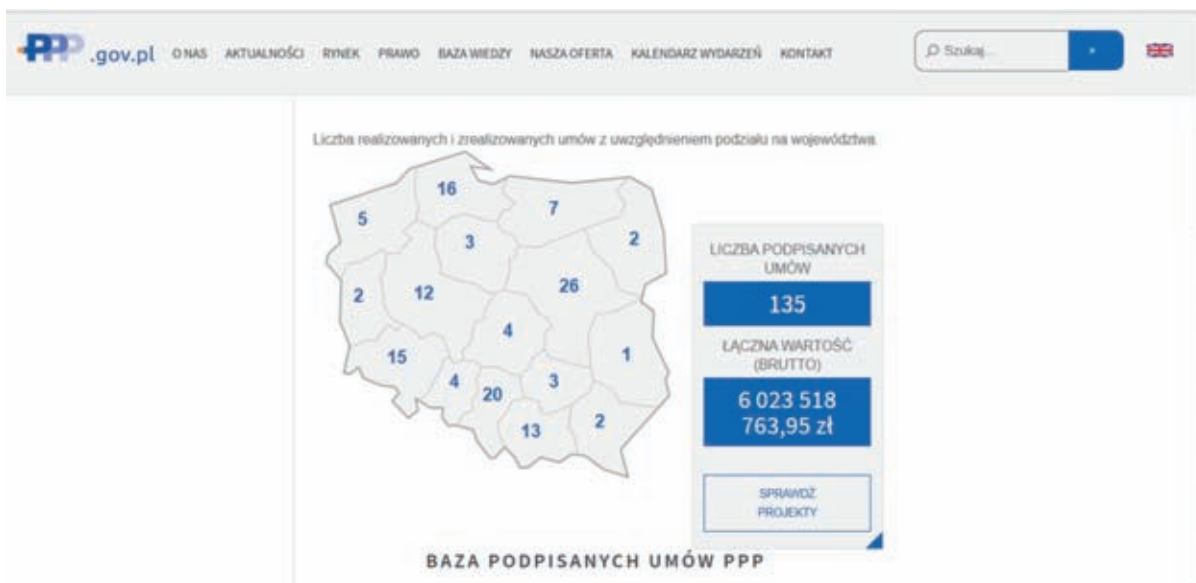 PPP.gov.pl O NAS AKTUALNOŚCI RYNEK PRAWO BAZA WIEDZY NASZA OFERTA KALENDARZ WYDARZEŃ KONTAKT Szukaj...
Liczba realizowanych i zrealizowanych umów z uwzględnieniem podziału na województwa.
16
7
5
3
2
26
2
12
4
1
15
4
20
3
13
2
LICZBA PODPISANYCH
UMÓW
135
ŁĄCZNA WARTOŚĆ
(BRUTTO)
6 023 518
763,95 zł
SPRAWDŹ
PROJEKTY
BAZA PODPISANYCH UMÓW PPP